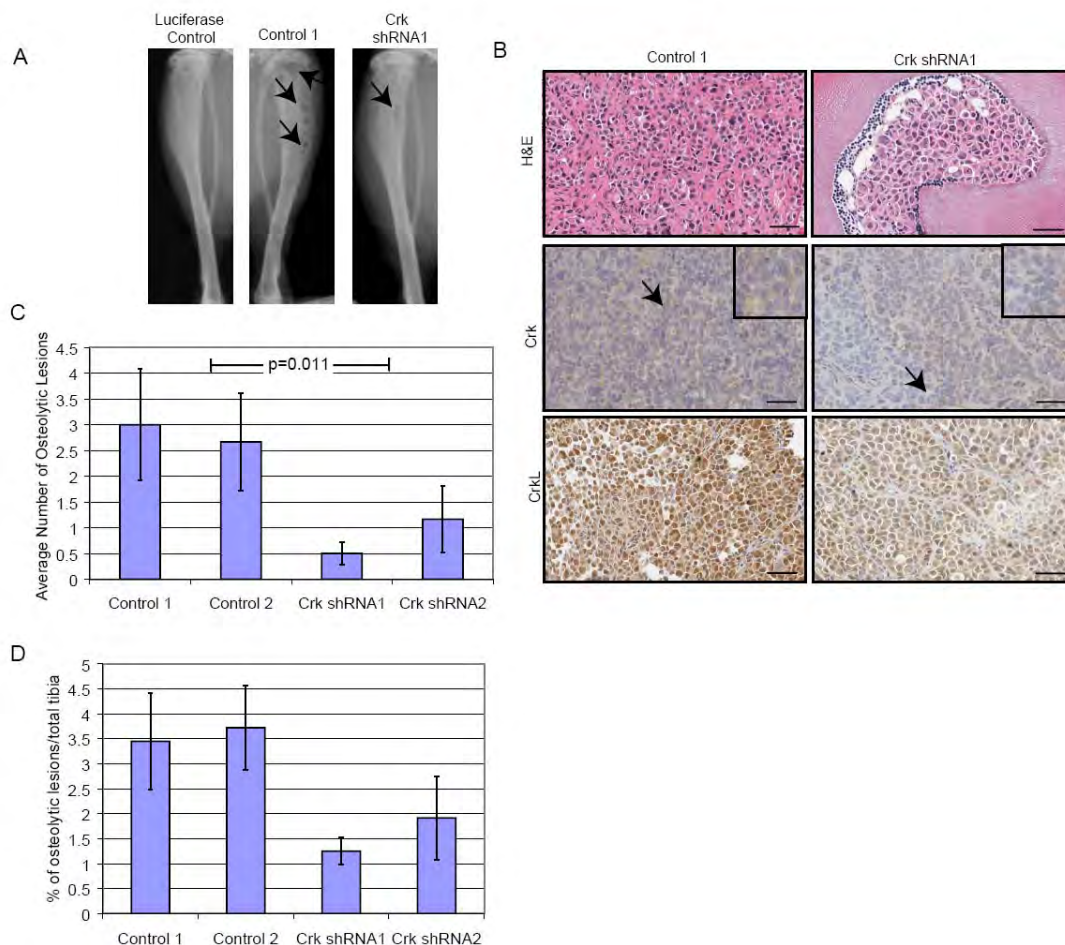 A
Luciferase
Control
Control 1
Crk
shRNA1
B
Control 1
Crk shRNA1
H&E
Crk
CrkL
C
Average Number of Osteolytic Lesions
4.5
4
3.5
3
2.5
2
1.5
1
0.5
0
p=0.011
Control 1
Control 2
Crk shRNA1
Crk shRNA2
D
% of osteolytic lesions/total tibia
5
4.5
4
3.5
3
2.5
2
1.5
1
0.5
0
Control 1
Control 2
Crk shRNA1
Crk shRNA2